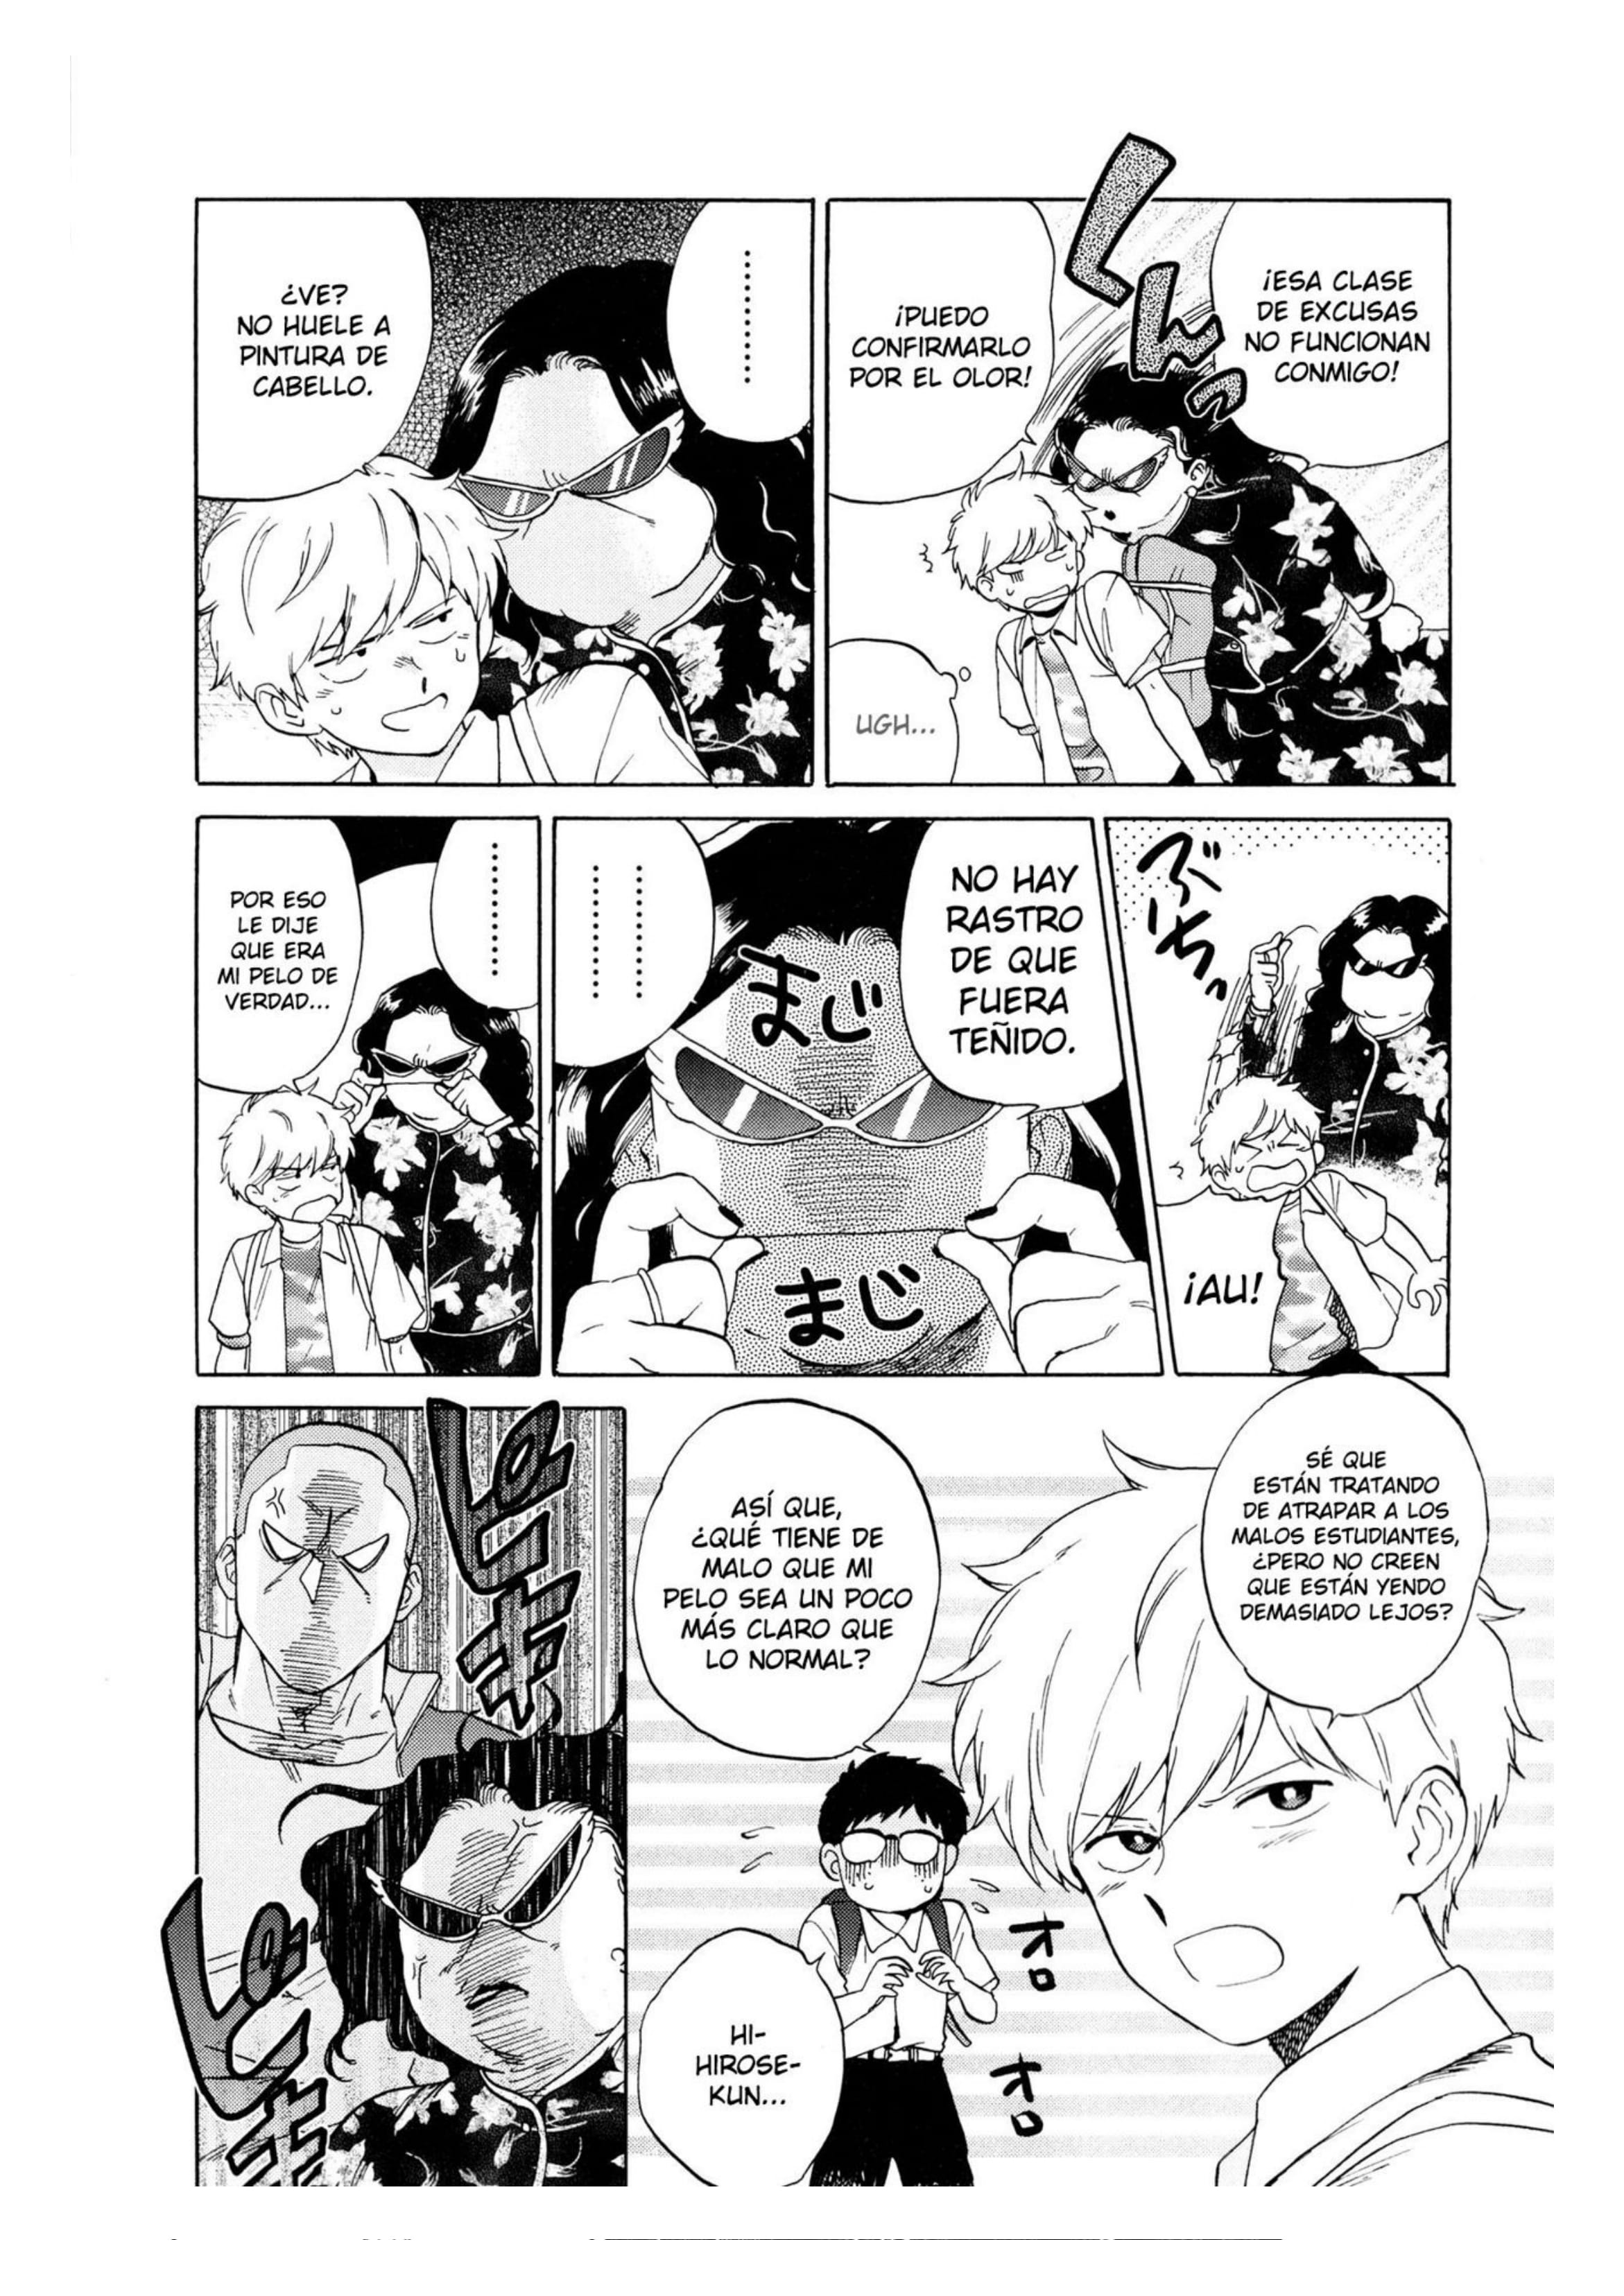 ¡ESA CLASE
DE EXCUSAS
NO FUNCIONAN
CONMIGO!
くんっ
¡PUEDO
CONFIRMARLO
POR EL OLOR!
UGH...
.........
¿VE?
NO HUELE A
PINTURA DE
CABELLO.
ぶちっ
¡AU!
NO HAY
RASTRO
DE QUE
FUERA
TEÑIDO.
まじ
まじ
.........
.........
.........
POR ESO
LE DIJE
QUE ERA
MI PELO DE
VERDAD...
SÉ QUE
ESTÁN TRATANDO
DE ATRAPAR A LOS
MALOS ESTUDIANTES,
¿PERO NO CREEN
QUE ESTÁN YENDO
DEMASIADO LEJOS?
ASÍ QUE,
¿QUÉ TIENE DE
MALO QUE MI
PELO SEA UN POCO
MÁS CLARO QUE
LO NORMAL?
オロ
オロ
HI-
HIROSE-
KUN...